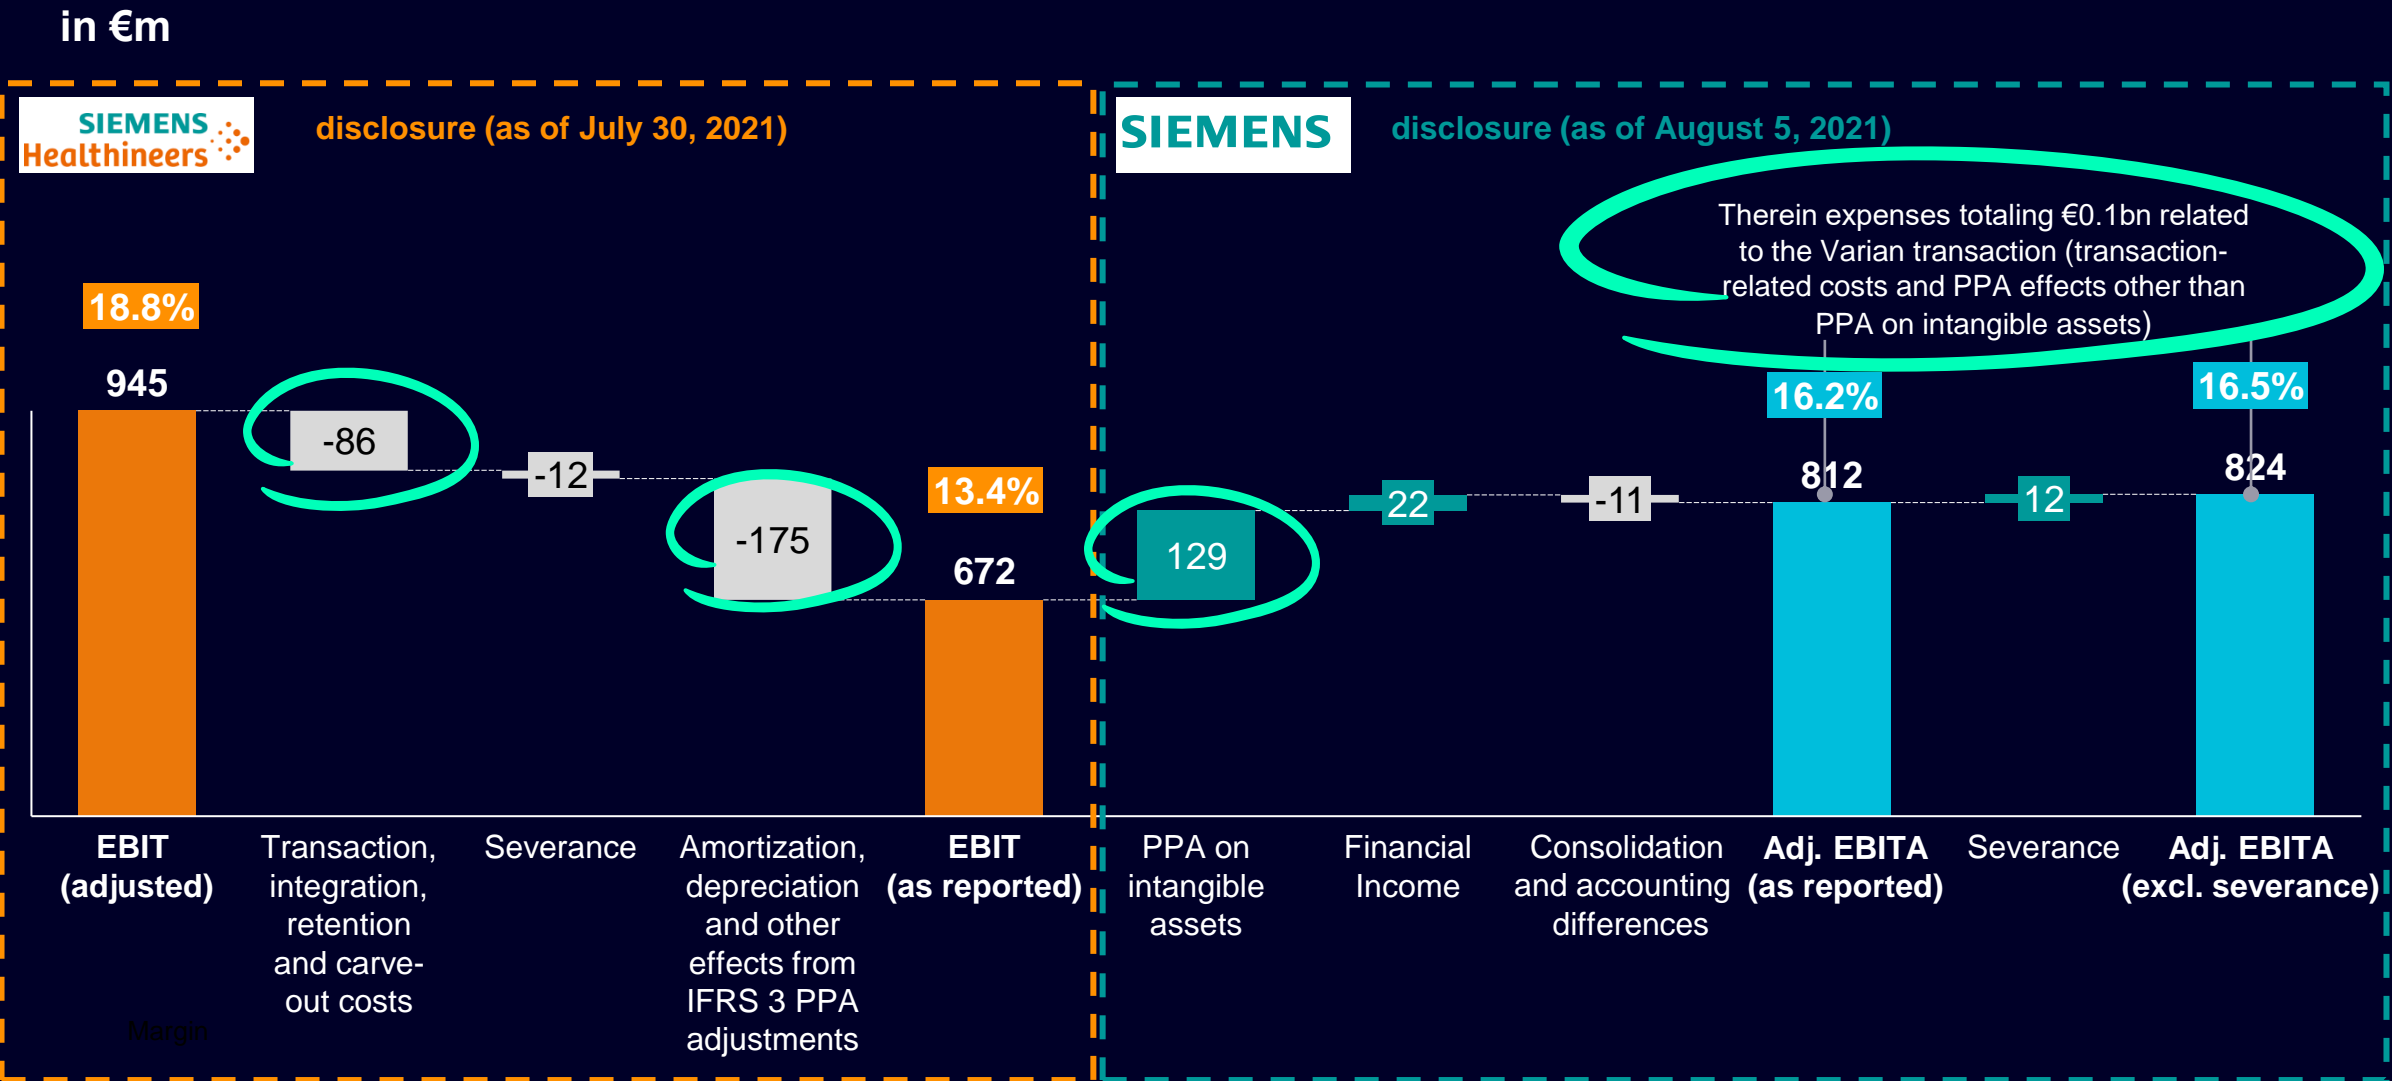 in €m
SIEMENS
Healthineers
disclosure (as of July 30, 2021)
18.8%
945
-86
-12
-175
13.4%
672
EBIT
(adjusted)
Transaction,
integration,
retention
and carve-
out costs
Severance
Amortization,
depreciation
and other
effects from
IFRS 3 PPA
adjustments
EBIT
(as reported)
Margin
SIEMENS
disclosure (as of August 5, 2021)
Therein expenses totaling €0.1bn related
to the Varian transaction (transaction-
related costs and PPA effects other than
PPA on intangible assets)
129
22
-11
16.2%
812
12
16.5%
824
PPA on
intangible
assets
Financial
Income
Consolidation
and accounting
differences
Adj. EBITA
(as reported)
Severance
Adj. EBITA
(excl. severance)